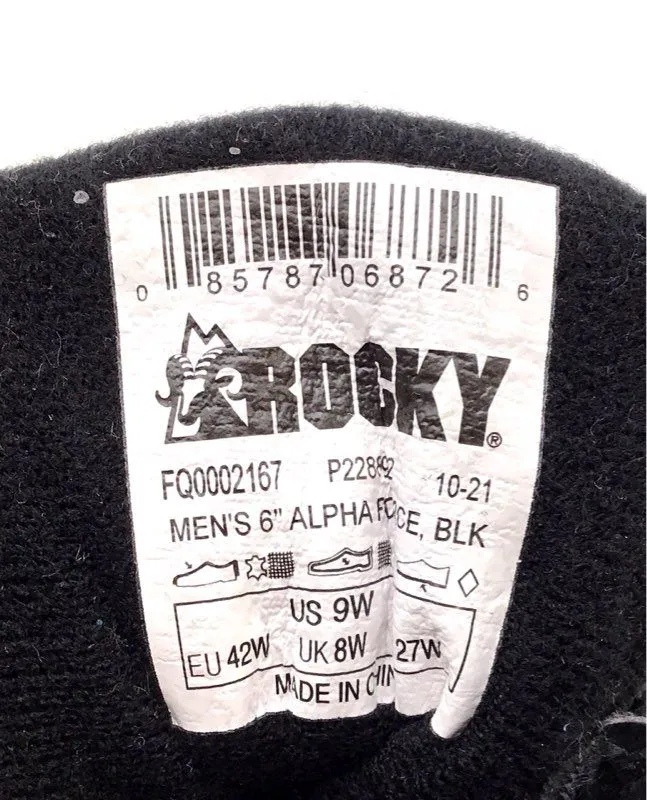 0 85787 06872 6
ROCKY®
FQ0002167 10-21
MEN'S 6" ALPHA FORCE, BLK
US 9W
EU 42W UK 8W 27W
MADE IN CHINA